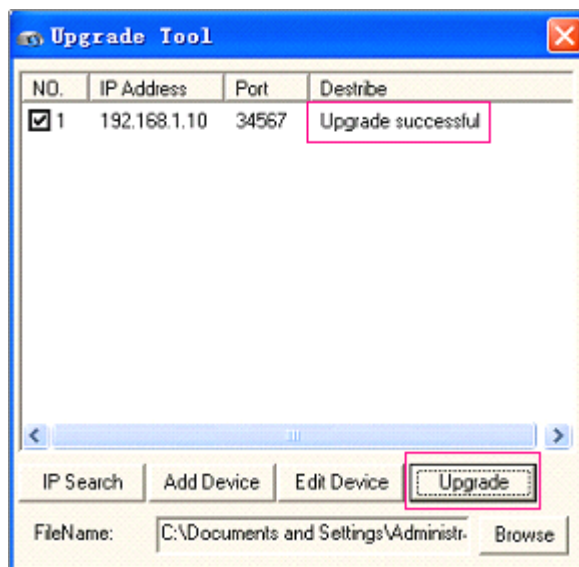 Upgrade Tool
NO. IP Address Port Destribe
1 192.168.1.10 34567 Upgrade successful
IP Search Add Device Edit Device Upgrade
FileName: C:\Documents and Settings\Administr. Browse